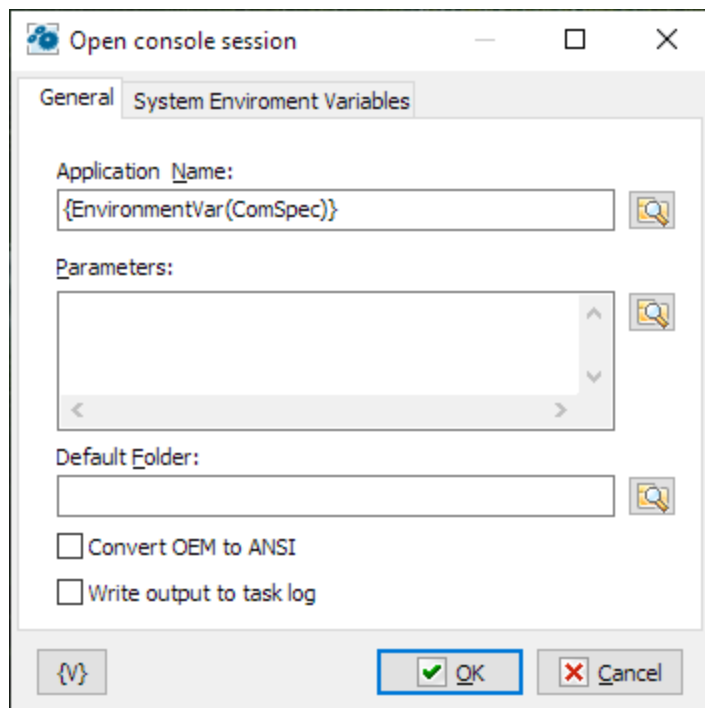 Open console session
General
System Enviroment Variables
Application Name:
{EnvironmentVar(ComSpec)}
Parameters:
Default Folder:
Convert OEM to ANSI
Write output to task log
{V}
OK
Cancel